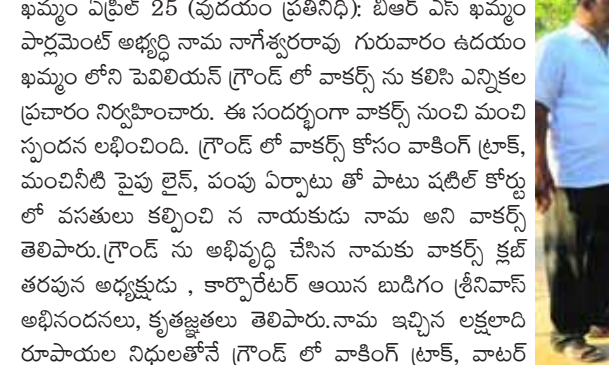 ఖమ్మం ఏప్రిల్ 25 (వుదయం ప్రతినిధి): బిఆర్ ఎస్ ఖమ్మం
పార్లమెంట్ అభ్యర్థి నామ నాగేశ్వరరావు గురువారం ఉదయం
ఖమ్మం లోని పెవిలియన్ గ్రౌండ్ లో వాకర్స్ ను కలిసి ఎన్నికల
ప్రచారం నిర్వహించారు. ఈ సందర్భంగా వాకర్స్ నుంచి మంచి
స్పందన లభించింది. గ్రౌండ్ లో వాకర్స్ కోసం వాకింగ్ ట్రాక్,
మంచినీటి పైపు లైన్, పంపు ఏర్పాటు తో పాటు షటిల్ కోర్టు
లో వసతులు కల్పించి న నాయకుడు నామ అని వాకర్స్
తెలిపారు.గ్రౌండ్ ను అభివృద్ధి చేసిన నామకు వాకర్స్ క్లబ్
తరపున అధ్యక్షుడు , కార్పొరేటర్ ఆయిన బుడిగం శ్రీనివాస్
అభినందనలు, కృతజ్ఞతలు తెలిపారు.నామ ఇచ్చిన లక్షలాది
రూపాయల నిధులతోనే గ్రౌండ్ లో వాకింగ్ ట్రాక్, వాటర్